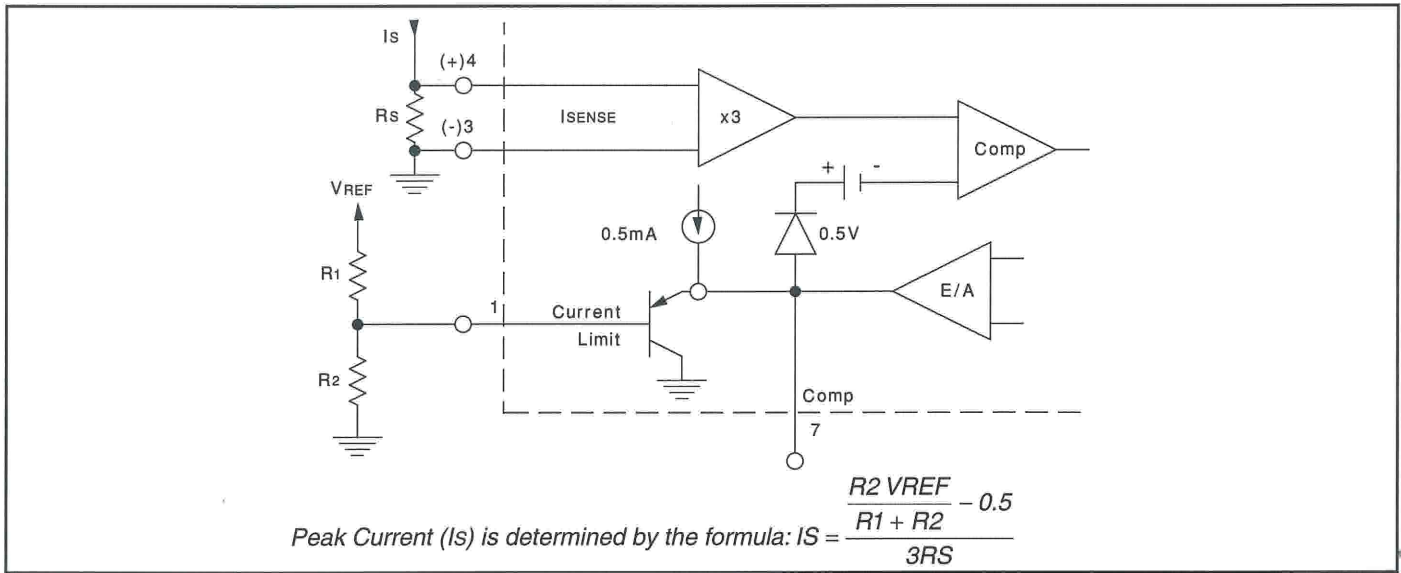 Is
(+)4
Rs
ISENSE
x3
(-)3
Comp
+ -
VREF
0.5mA
0.5V
R1
E/A
1
Current
Limit
R2
Comp
7
Peak Current (Is) is determined by the formula: IS = (R2 VREF / R1 + R2 – 0.5) / 3RS